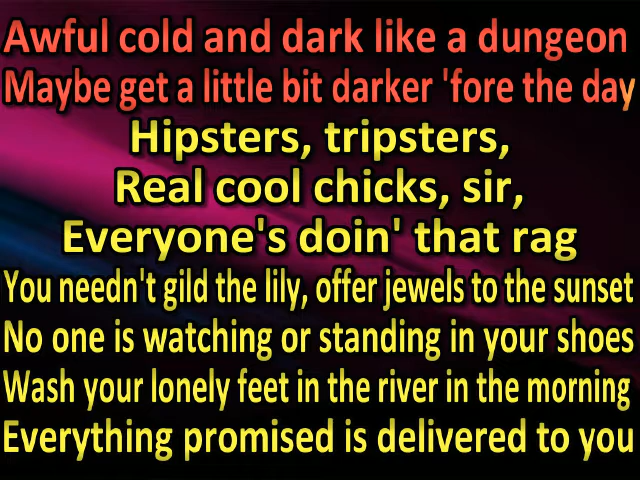 Awful cold and dark like a dungeon
Maybe get a little bit darker 'fore the day
Hipsters, tripsters,
Real cool chicks, sir,
Everyone's doin' that rag
You needn't gild the lily, offer jewels to the sunset
No one is watching or standing in your shoes
Wash your lonely feet in the river in the morning
Everything promised is delivered to you